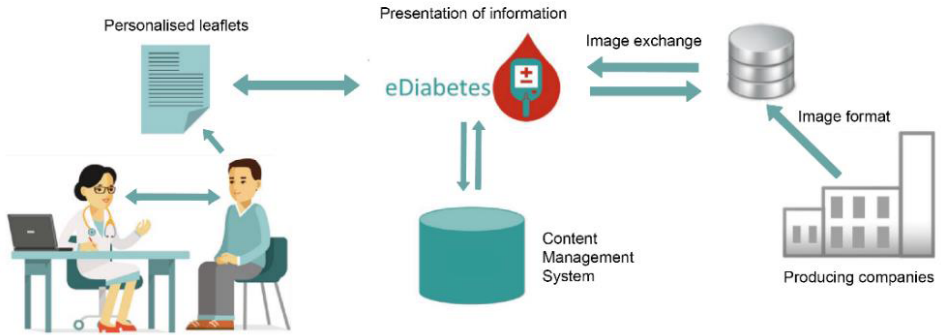 Presentation of information
Personalised leaflets
Image exchange
eDiabetes
Image format
Content
Management
System
Producing companies